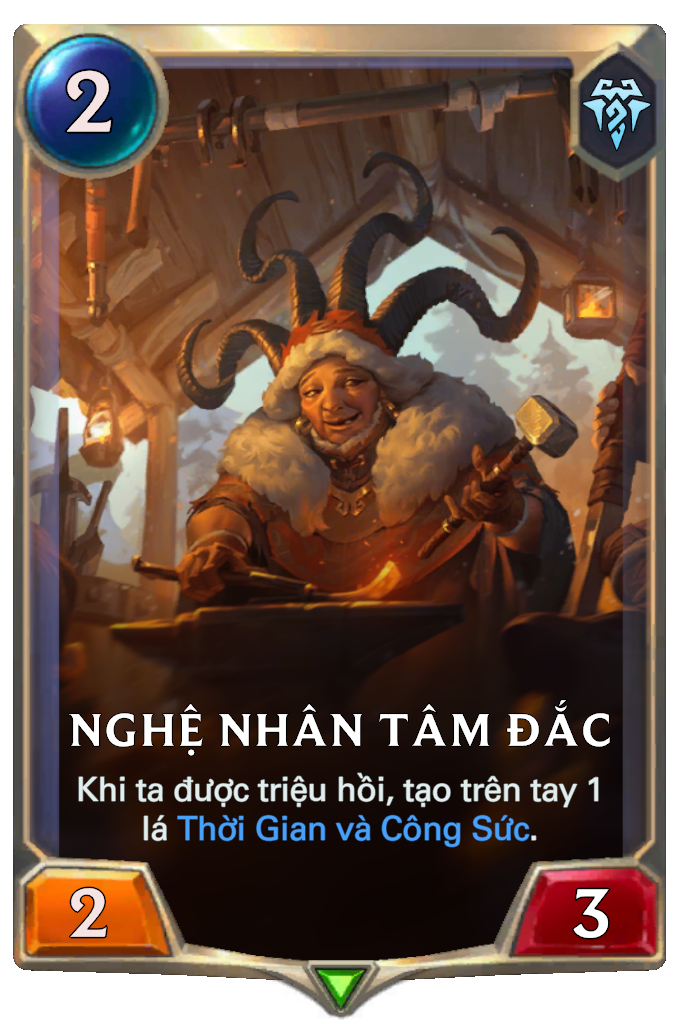 2
NGHỆ NHÂN TÂM ĐẮC
Khi ta được triệu hồi, tạo trên tay 1
lá Thời Gian và Công Sức.
2
3